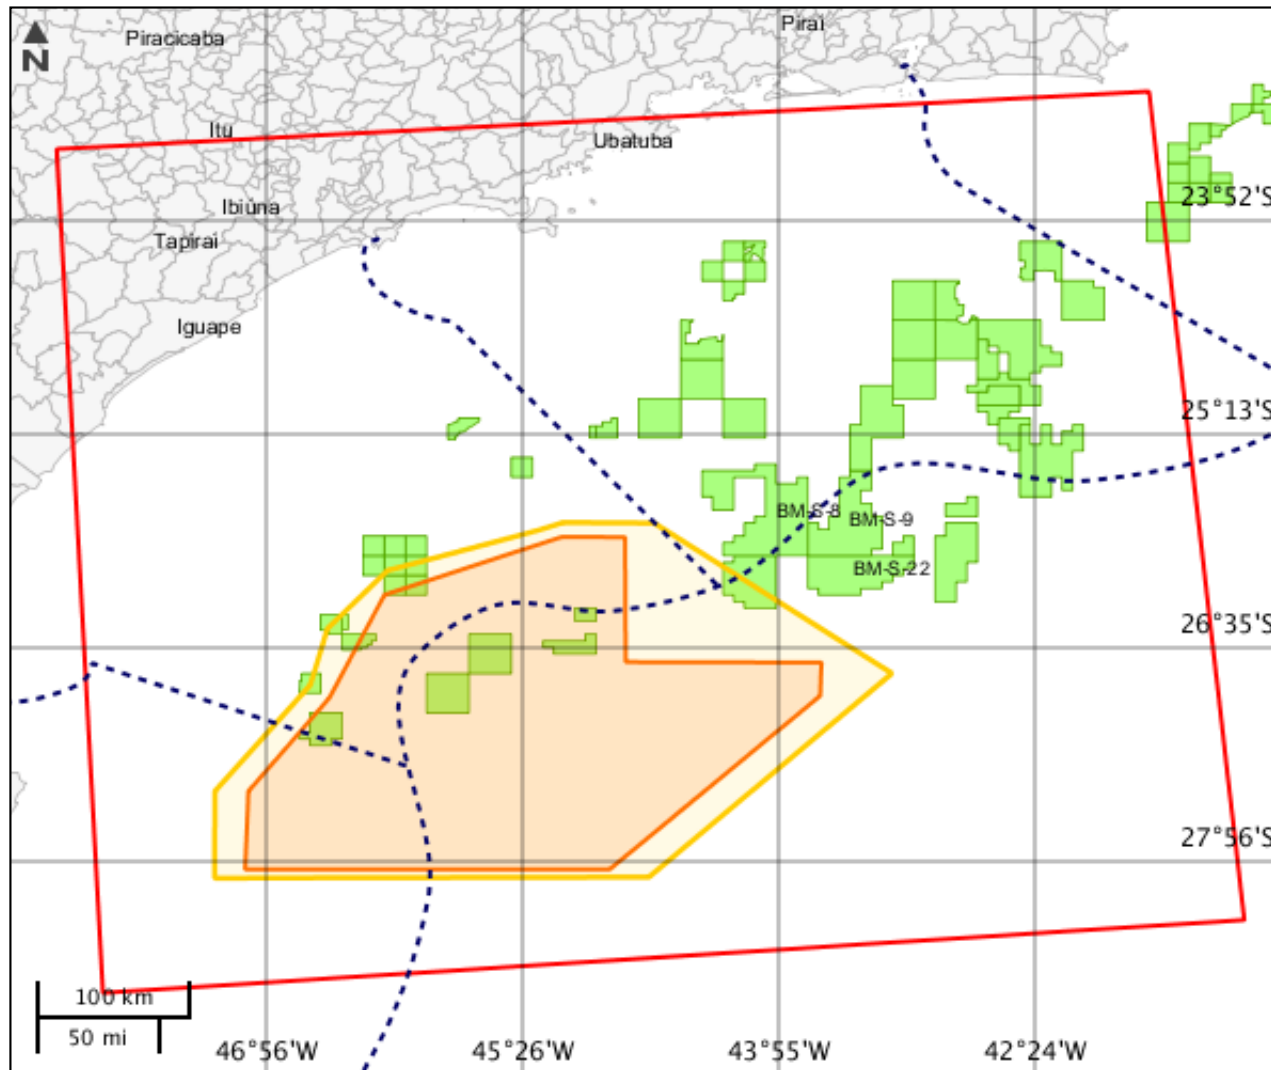 Piracicaba
Piraí
N
Itu
Ubatuba
Ibiúna
23°52'S
Tapiraí
Iguape
25°13'S
BM-S-8
BM-S-9
BM-S-22
26°35'S
27°56'S
100 km
50 mi
46°56'W
45°26'W
43°55'W
42°24'W